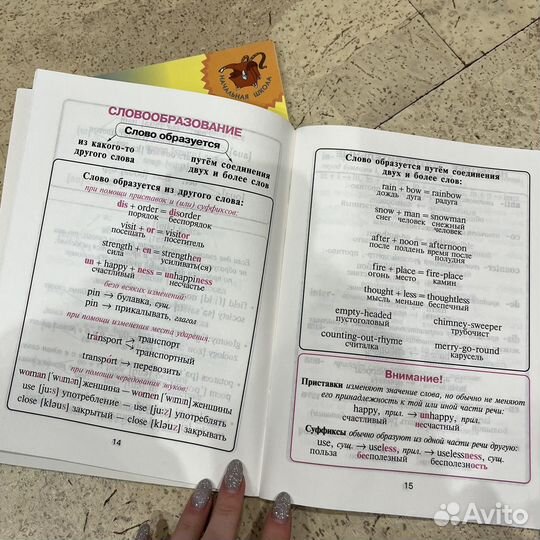 НАЧАЛЬНАЯ ШКОЛА
СЛОВООБРАЗОВАНИЕ
Слово образуется
из какого-то
другого слова
путём соединения
двух и более слов
Слово образуется из другого слова:
при помощи приставок и (или) суффиксов:
dis + order = disorder
порядок беспорядок
visit + or = visitor
посещать посетитель
strength + en = strengthen
сила усиливать(ся)
un + happy + ness = unhappiness
счастливый несчастье
безо всяких изменений:
pin → булавка, сущ.
pin → прикалывать, глагол
при помощи изменения места ударения:
tránsport → транспорт
→ транспортный
transpórt → перевозить
при помощи чередования звуков:
woman [ˈwʊmən] женщина — women [ˈwɪmɪn] женщины
use [juːs] употребление — use [juːz] употреблять
close [kləʊs] закрытый — close [kləʊz] закрывать
14
Слово образуется путём соединения
двух и более слов:
rain + bow = rainbow
дождь дуга радуга
snow + man = snowman
снег человек снежный
человек
after + noon = afternoon
после полдень время после
полудня
fire + place = fire-place
огонь место камин
thought + less = thoughtless
мысль меньше беспечный
empty-headed
пустоголовый
chimney-sweeper
трубочист
counting-out-rhyme
считалка
merry-go-round
карусель
Внимание!
Приставки изменяют значение слова, но обычно не меняют
его принадлежность к той или иной части речи:
happy, прил. → unhappy, прил.
счастливый несчастный
Суффиксы обычно образуют из одной части речи другую:
use, сущ. → useless, прил. → uselessness, сущ.
польза бесполезный бесполезность
15
Avito